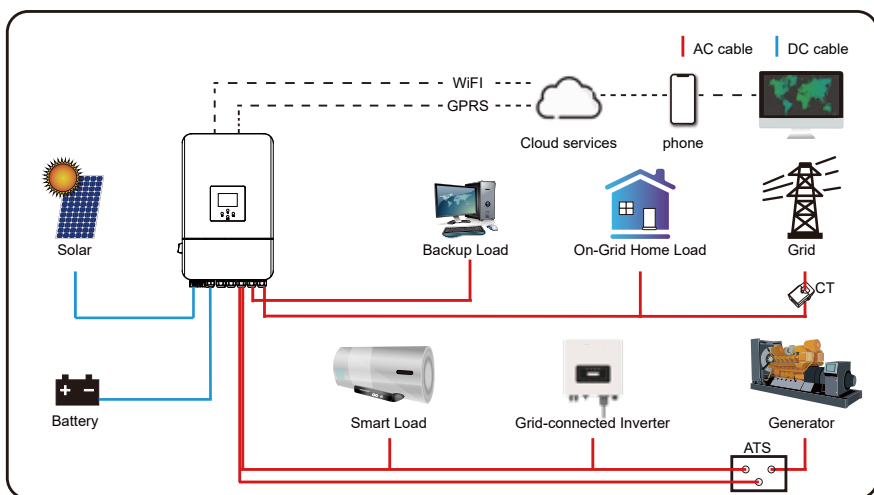 AC cable
DC cable
WiFI
GPRS
Cloud services
phone
Solar
Backup Load
On-Grid Home Load
Grid
CT
Battery
Smart Load
Grid-connected Inverter
Generator
ATS